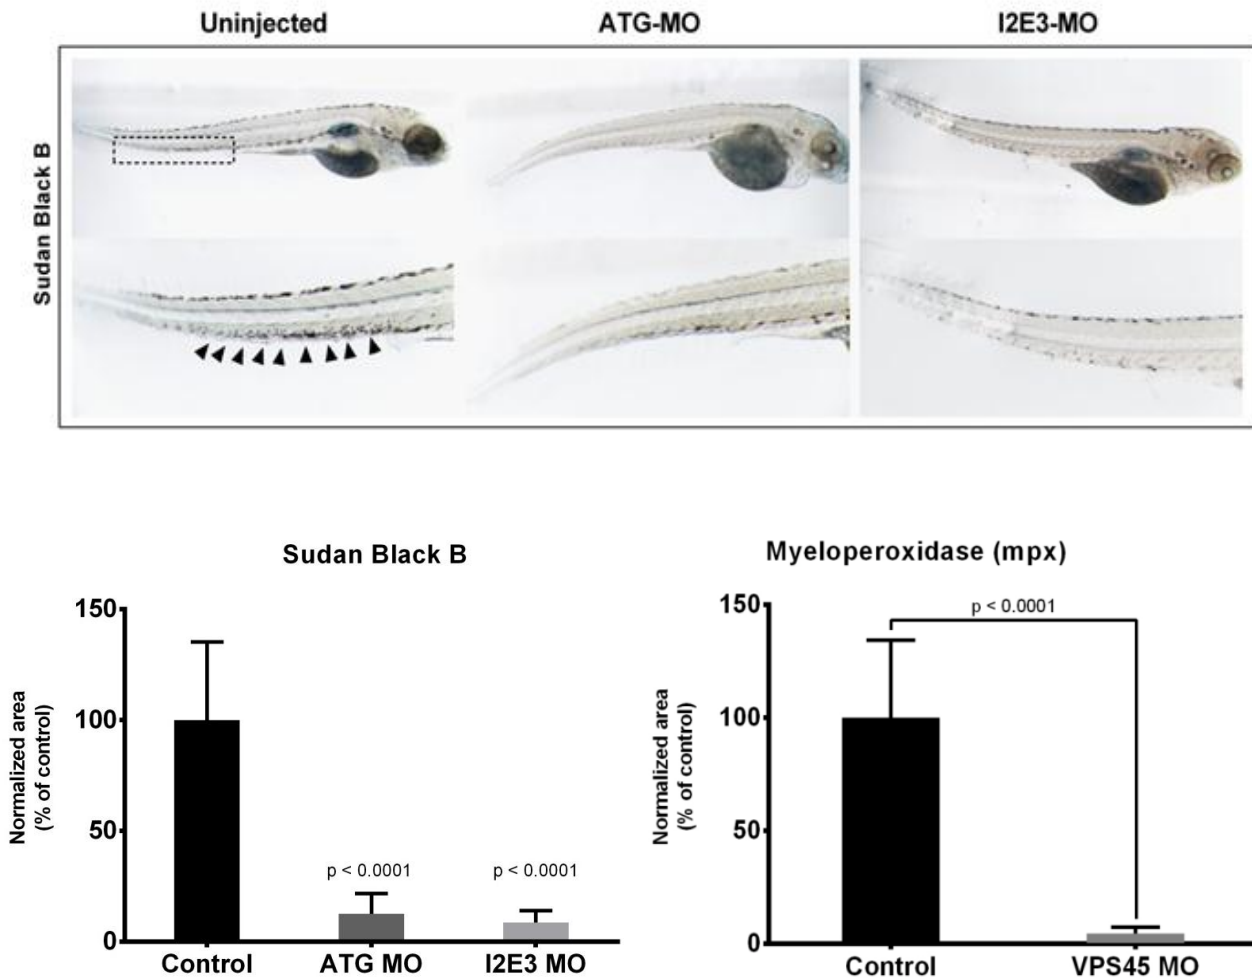 Uninjected ATG-MO I2E3-MO
Sudan Black B
Sudan Black B
150
100
50
0
Normalized area
(% of control)
p < 0.0001 p < 0.0001
Control ATG MO I2E3 MO
Myeloperoxidase (mpx)
150
100
50
0
Normalized area
(% of control)
p < 0.0001
Control VPS45 MO